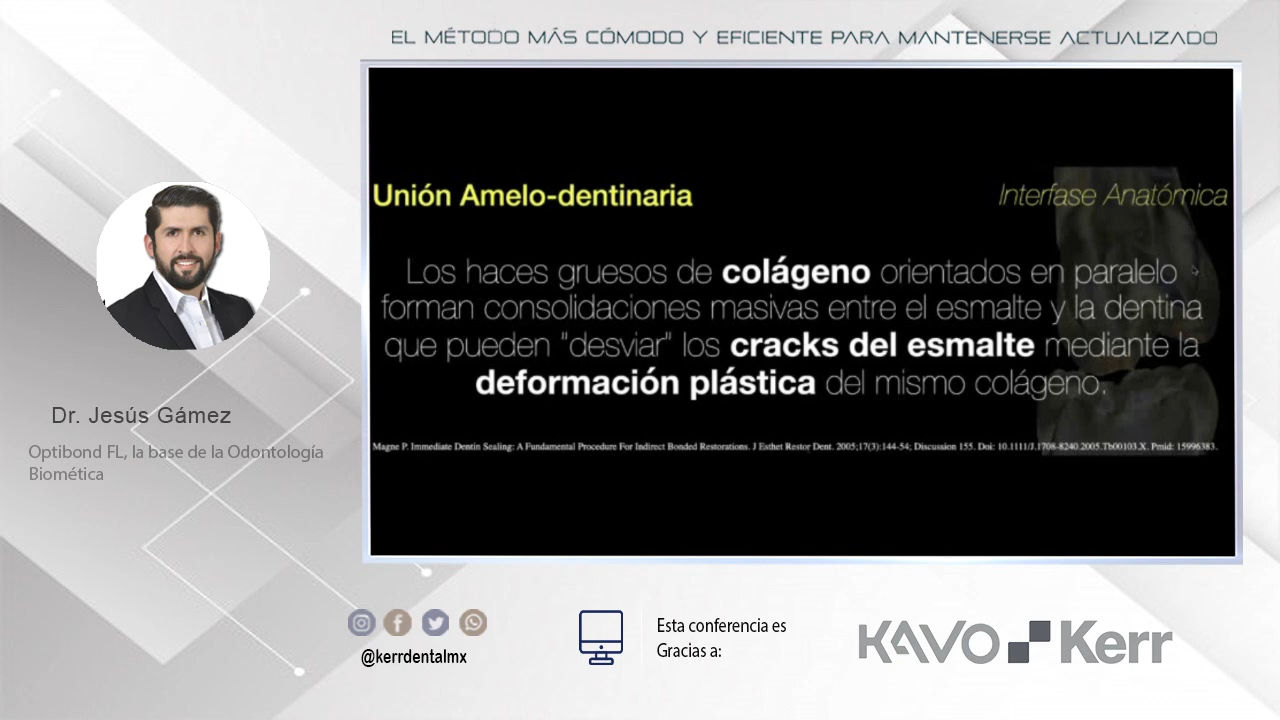 EL MÉTODO MÁS CÓMODO Y EFICIENTE PARA MANTENERSE ACTUALIZADO
Unión Amelo-dentinaria
Interfase Anatómica
Los haces gruesos de colágeno orientados en paralelo
forman consolidaciones masivas entre el esmalte y la dentina
que pueden "desviar" los cracks del esmalte mediante la
deformación plástica del mismo colágeno.
Magne P. Immediate Dentin Sealing: A Fundamental Procedure For Indirect Bonded Restorations. J Esthet Restor Dent. 2005;17(3):144-54; Discussion 155. Doi: 10.1111/J.1708-8240.2005.Tb00103.X. Pmid: 15996383.
Dr. Jesús Gámez
Optibond FL, la base de la Odontología
Biomética
@kerrdentalmx
Esta conferencia es
Gracias a:
KAVO Kerr